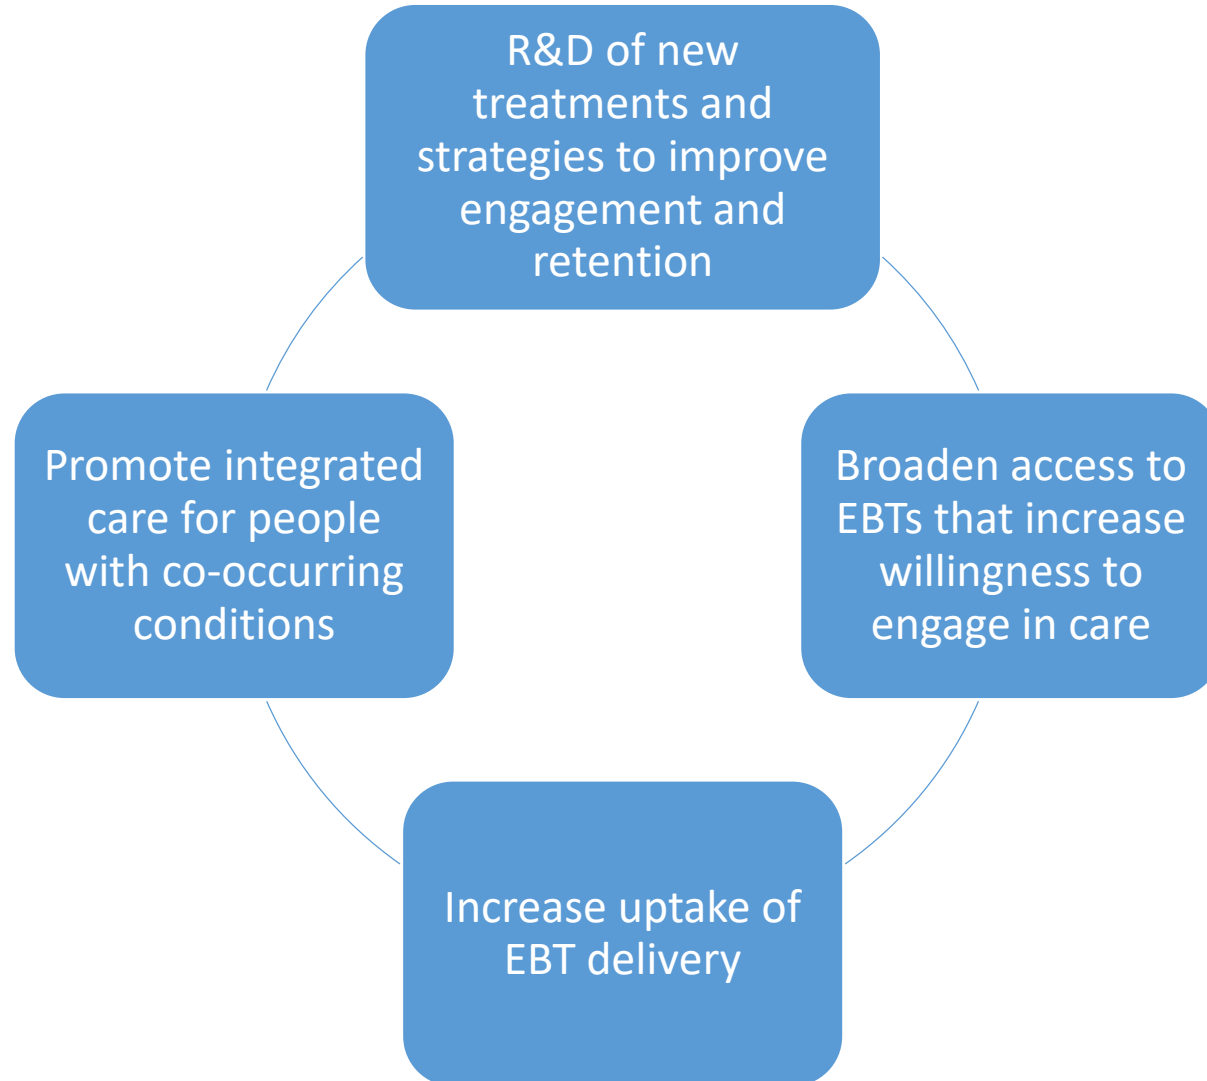 R&D of new
treatments and
strategies to improve
engagement and
retention
Promote integrated
care for people
with co-occurring
conditions
Broaden access to
EBTs that increase
willingness to
engage in care
Increase uptake of
EBT delivery